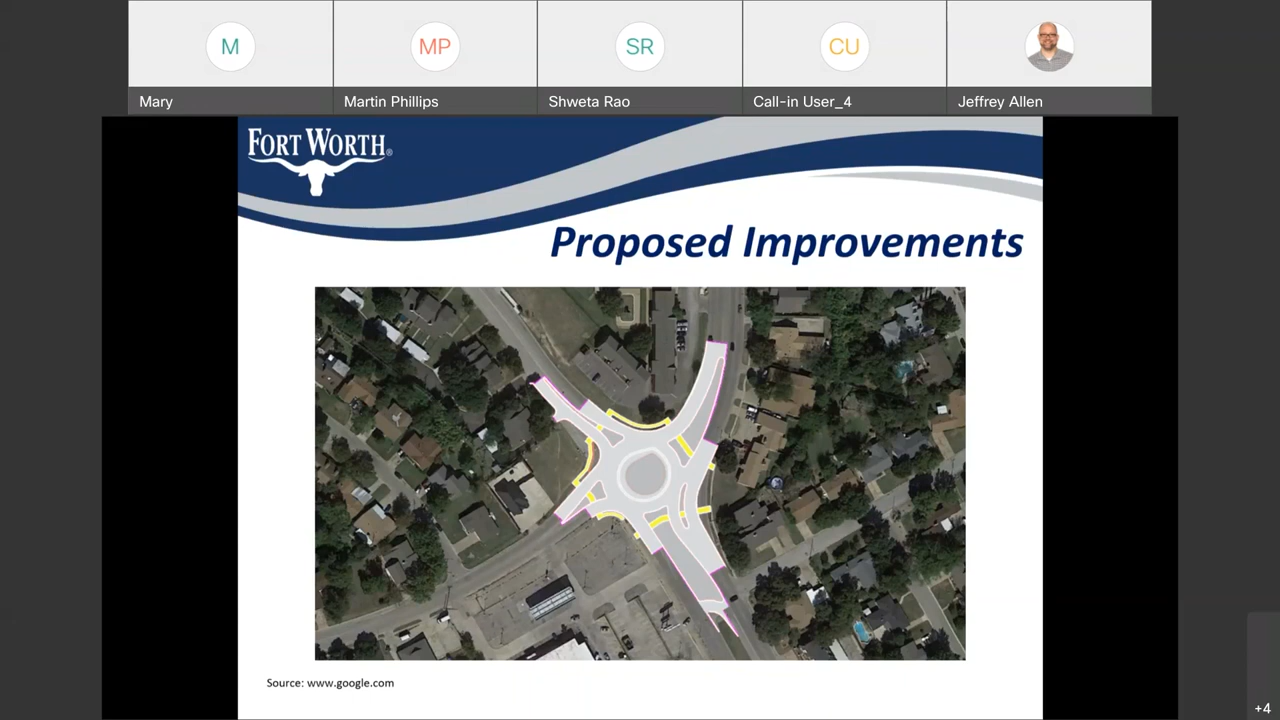 M
MP
SR
CU
Mary
Martin Phillips
Shweta Rao
Call-in User_4
Jeffrey Allen
FORT WORTH®
Proposed Improvements
Source: www.google.com
+4